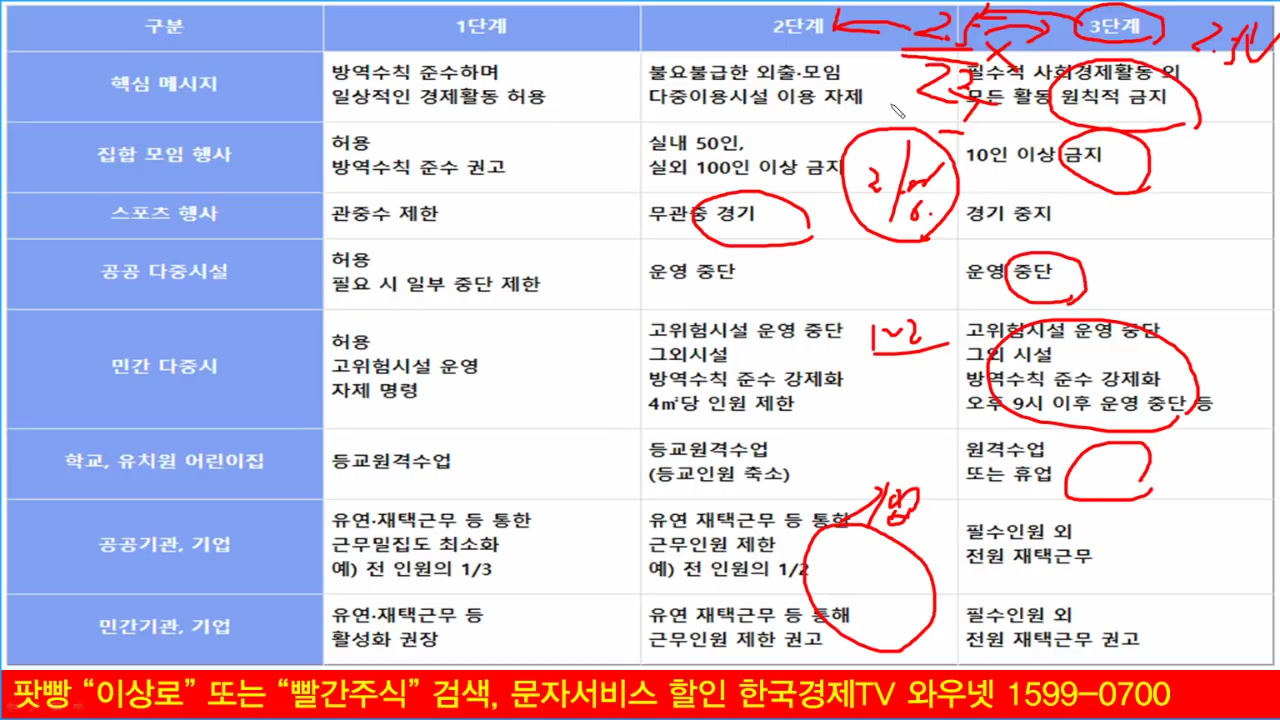 구분 1단계 2단계 3단계
2.5
2.5
핵심 메시지
방역수칙 준수하며
일상적인 경제활동 허용
불요불급한 외출·모임
다중이용시설 이용 자제
필수적 사회경제활동 외
모든 활동 원칙적 금지
집합 모임 행사
허용
방역수칙 준수 권고
실내 50인,
실외 100인 이상 금지
10인 이상 금지
스포츠 행사
관중수 제한
무관중 경기
경기 중지
공공 다중시설
허용
필요 시 일부 중단 제한
운영 중단
운영 중단
민간 다중시
허용
고위험시설 운영
자제 명령
고위험시설 운영 중단
그외시설
방역수칙 준수 강제화
4㎡당 인원 제한
1~2
고위험시설 운영 중단
그외 시설
방역수칙 준수 강제화
오후 9시 이후 운영 중단 등
학교, 유치원 어린이집
등교원격수업
등교원격수업
(등교인원 축소)
원격수업
또는 휴업
공공기관, 기업
유연·재택근무 등 통한
근무밀집도 최소화
예) 전 인원의 1/3
유연 재택근무 등 통한
근무인원 제한
예) 전 인원의 1/2
필수인원 외
전원 재택근무
민간기관, 기업
유연·재택근무 등
활성화 권장
유연 재택근무 등 통해
근무인원 제한 권고
필수인원 외
전원 재택근무 권고
팟빵 “이상로” 또는 “빨간주식” 검색, 문자서비스 할인 한국경제TV 와우넷 1599-0700